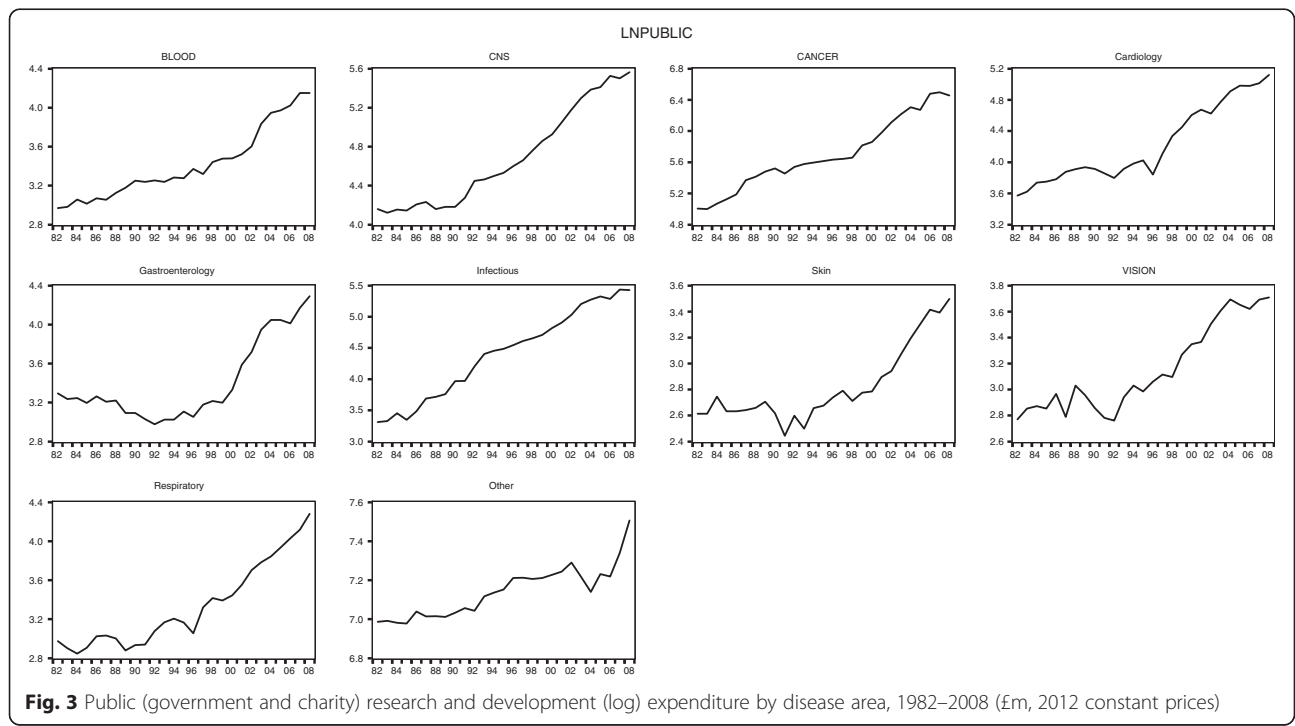 LNPUBLIC
BLOOD
4.4
4.0
3.6
3.2
2.8
82 84 86 88 90 92 94 96 98 00 02 04 06 08
CNS
5.6
5.2
4.8
4.4
4.0
82 84 86 88 90 92 94 96 98 00 02 04 06 08
CANCER
6.8
6.4
6.0
5.6
5.2
4.8
82 84 86 88 90 92 94 96 98 00 02 04 06 08
Cardiology
5.2
4.8
4.4
4.0
3.6
3.2
82 84 86 88 90 92 94 96 98 00 02 04 06 08
Gastroenterology
4.4
4.0
3.6
3.2
2.8
82 84 86 88 90 92 94 96 98 00 02 04 06 08
Infectious
5.5
5.0
4.5
4.0
3.5
3.0
82 84 86 88 90 92 94 96 98 00 02 04 06 08
Skin
3.6
3.4
3.2
3.0
2.8
2.6
2.4
82 84 86 88 90 92 94 96 98 00 02 04 06 08
VISION
3.8
3.6
3.4
3.2
3.0
2.8
2.6
82 84 86 88 90 92 94 96 98 00 02 04 06 08
Respiratory
4.4
4.0
3.6
3.2
2.8
82 84 86 88 90 92 94 96 98 00 02 04 06 08
Other
7.6
7.4
7.2
7.0
6.8
82 84 86 88 90 92 94 96 98 00 02 04 06 08
Fig. 3 Public (government and charity) research and development (log) expenditure by disease area, 1982–2008 (£m, 2012 constant prices)